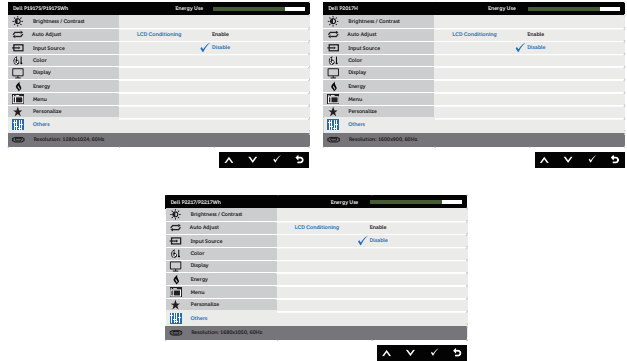 Dell P1917S/P1917SWh Energy Use
Brightness / Contrast
Auto Adjust LCD Conditioning Enable
Input Source Disable
Color
Display
Energy
Menu
Personalize
Others
Resolution: 1280x1024, 60Hz
Dell P2017H Energy Use
Brightness / Contrast
Auto Adjust LCD Conditioning Enable
Input Source Disable
Color
Display
Energy
Menu
Personalize
Others
Resolution: 1600x900, 60Hz
Dell P2217/P2217Wh Energy Use
Brightness / Contrast
Auto Adjust LCD Conditioning Enable
Input Source Disable
Color
Display
Energy
Menu
Personalize
Others
Resolution: 1680x1050, 60Hz